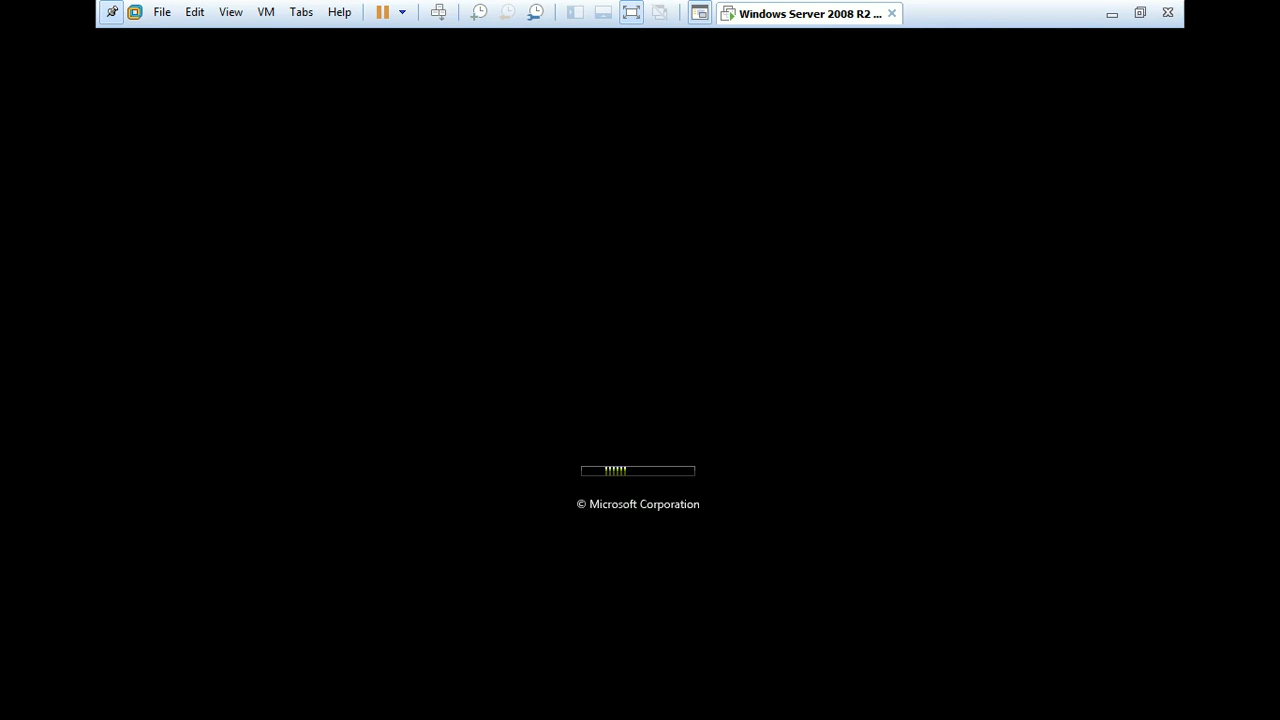 File Edit View VM Tabs Help Windows Server 2008 R2 ...
© Microsoft Corporation